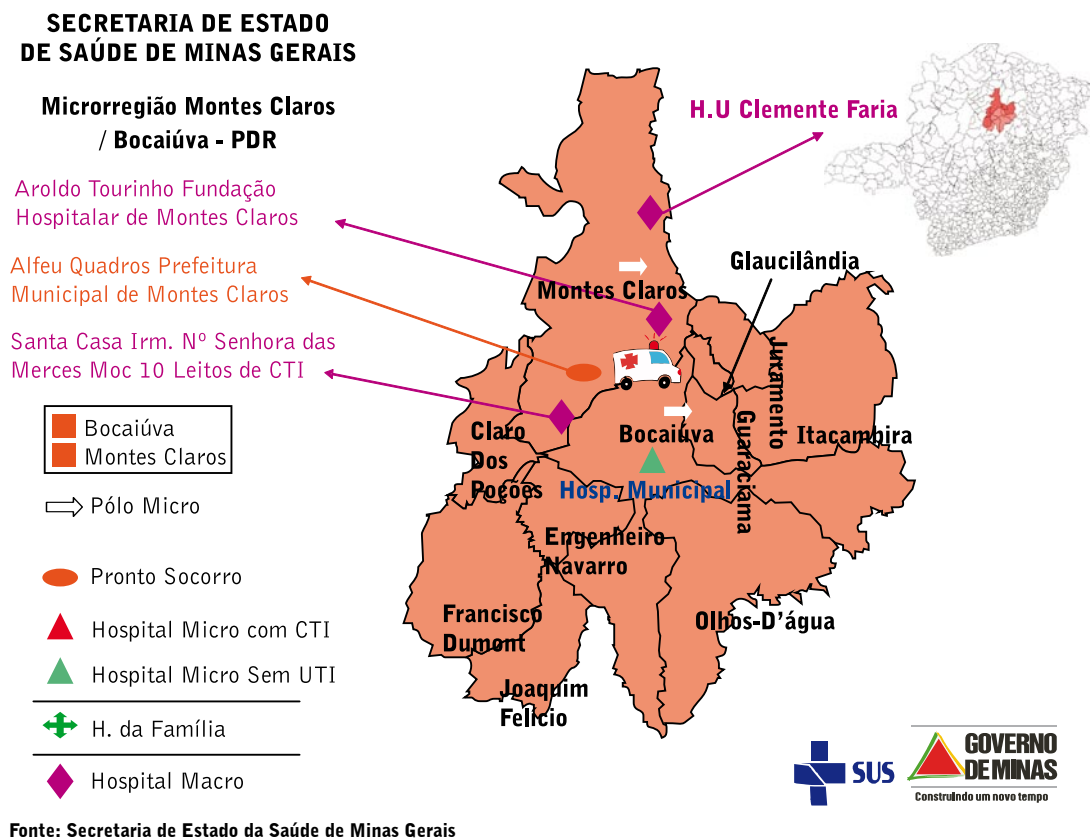 SECRETARIA DE ESTADO
DE SAÚDE DE MINAS GERAIS
Microrregião Montes Claros
/ Bocaiúva - PDR
H.U Clemente Faria
Aroldo Tourinho Fundação
Hospitalar de Montes Claros
Alfeu Quadros Prefeitura
Municipal de Montes Claros
Santa Casa Irm. Nº Senhora das
Merces Moc 10 Leitos de CTI
Glaucilândia
Montes Claros
Juramento
Bocaiúva
Guaraciama
Itacambira
Claro
Dos
Poções
Hosp. Municipal
Engenheiro
Navarro
Francisco
Dumont
Olhos-D'água
Joaquim
Felício
Bocaiúva
Montes Claros
Pólo Micro
Pronto Socorro
Hospital Micro com CTI
Hospital Micro Sem UTI
H. da Família
Hospital Macro
SUS
GOVERNO
DE MINAS
Construindo um novo tempo
Fonte: Secretaria de Estado da Saúde de Minas Gerais